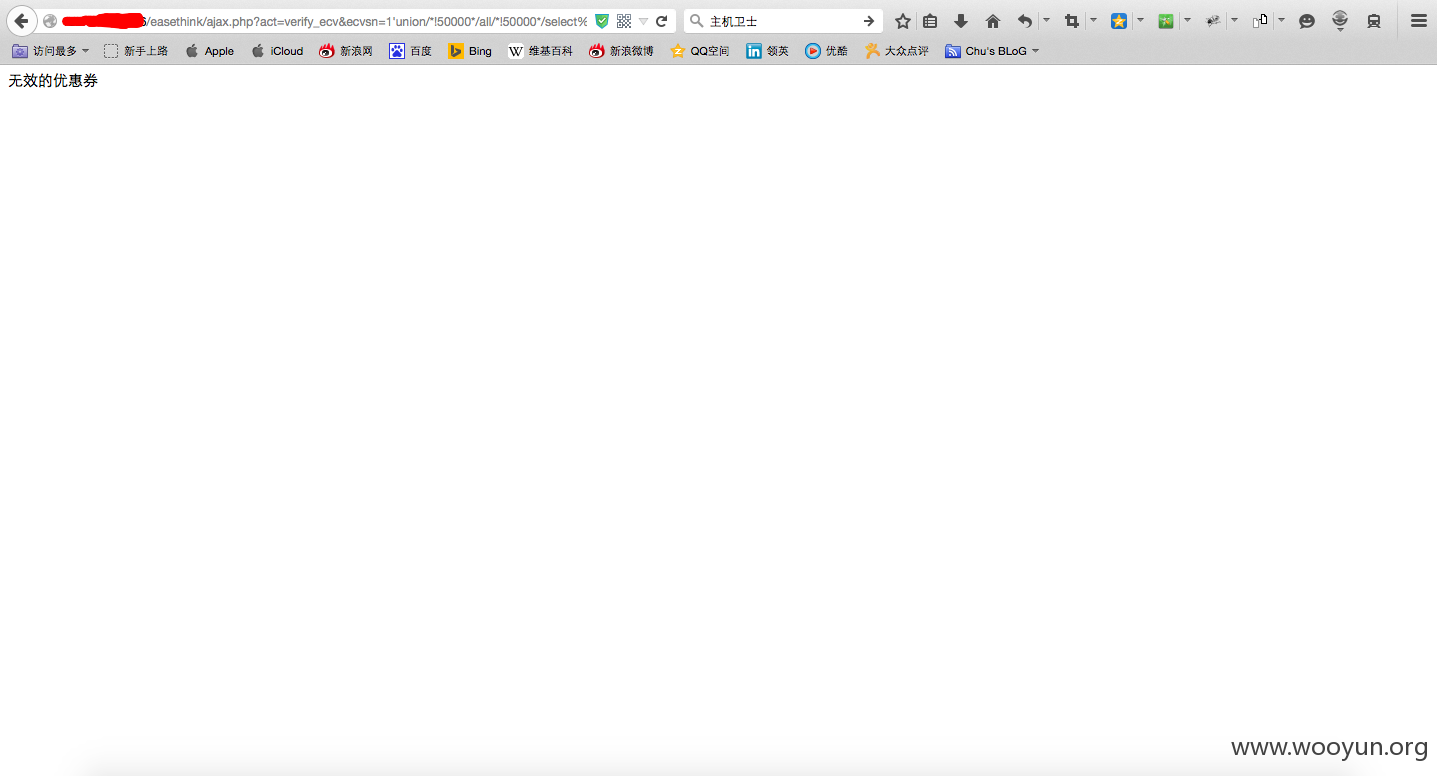 6/easethink/ajax.php?act=verify_ecv&ecvsn=1'union/*!50000*/all/*!50000*/select%
主机卫士
访问最多 新手上路 Apple iCloud 新浪网 百度 Bing 维基百科 新浪微博 QQ空间 领英 优酷 大众点评 Chu's BLoG
无效的优惠券
www.wooyun.org